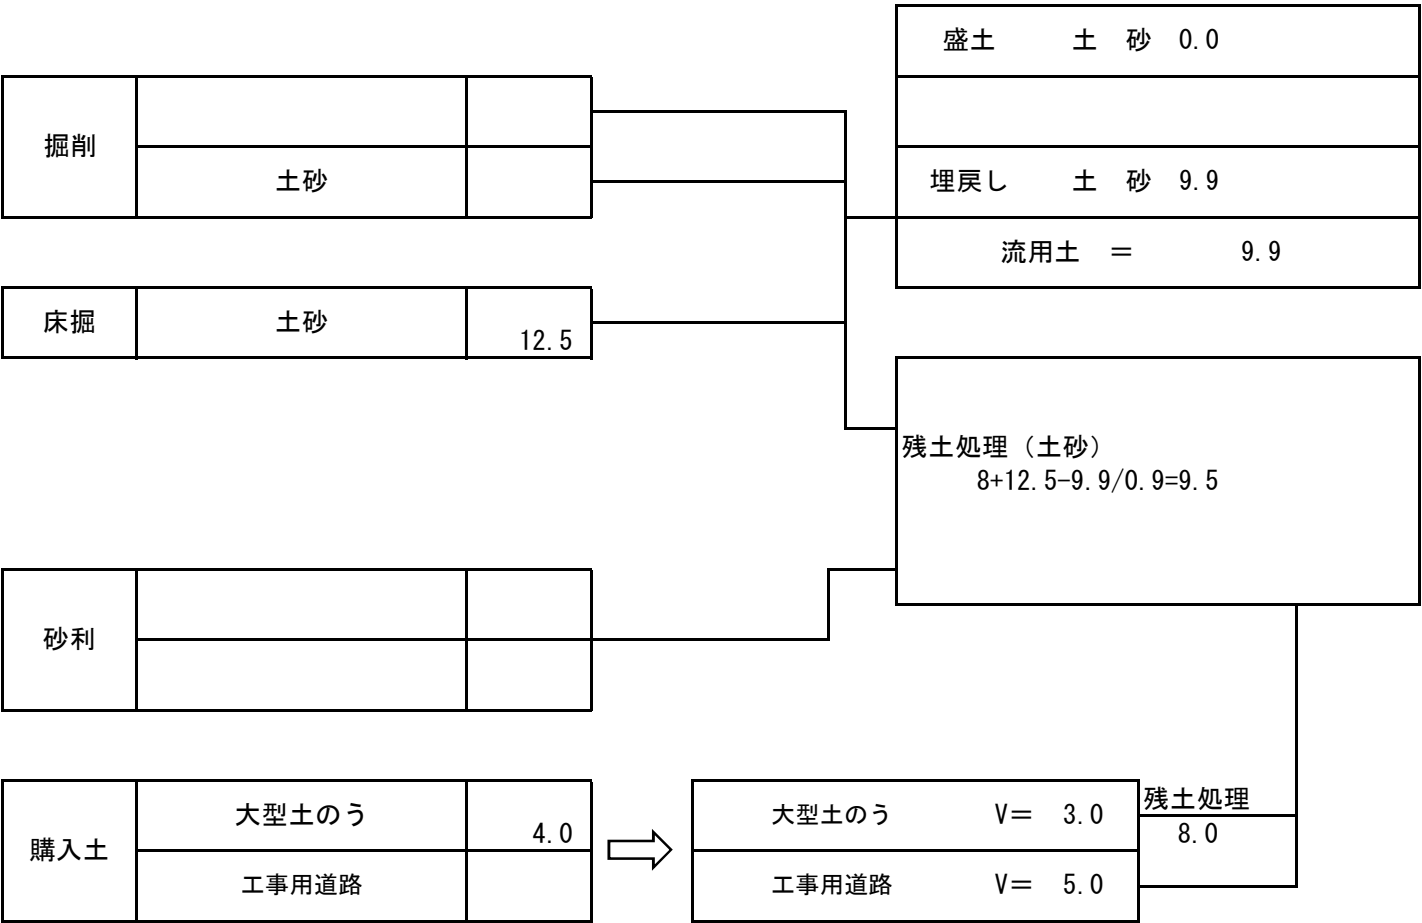 盛土 土 砂 0.0
掘削
土砂
埋戻し 土 砂 9.9
流用土 ＝ 9.9
床掘 土砂 12.5
残土処理（土砂）
8+12.5-9.9/0.9=9.5
砂利
購入土
大型土のう 4.0
工事用道路
大型土のう V＝ 3.0
工事用道路 V＝ 5.0
残土処理
8.0